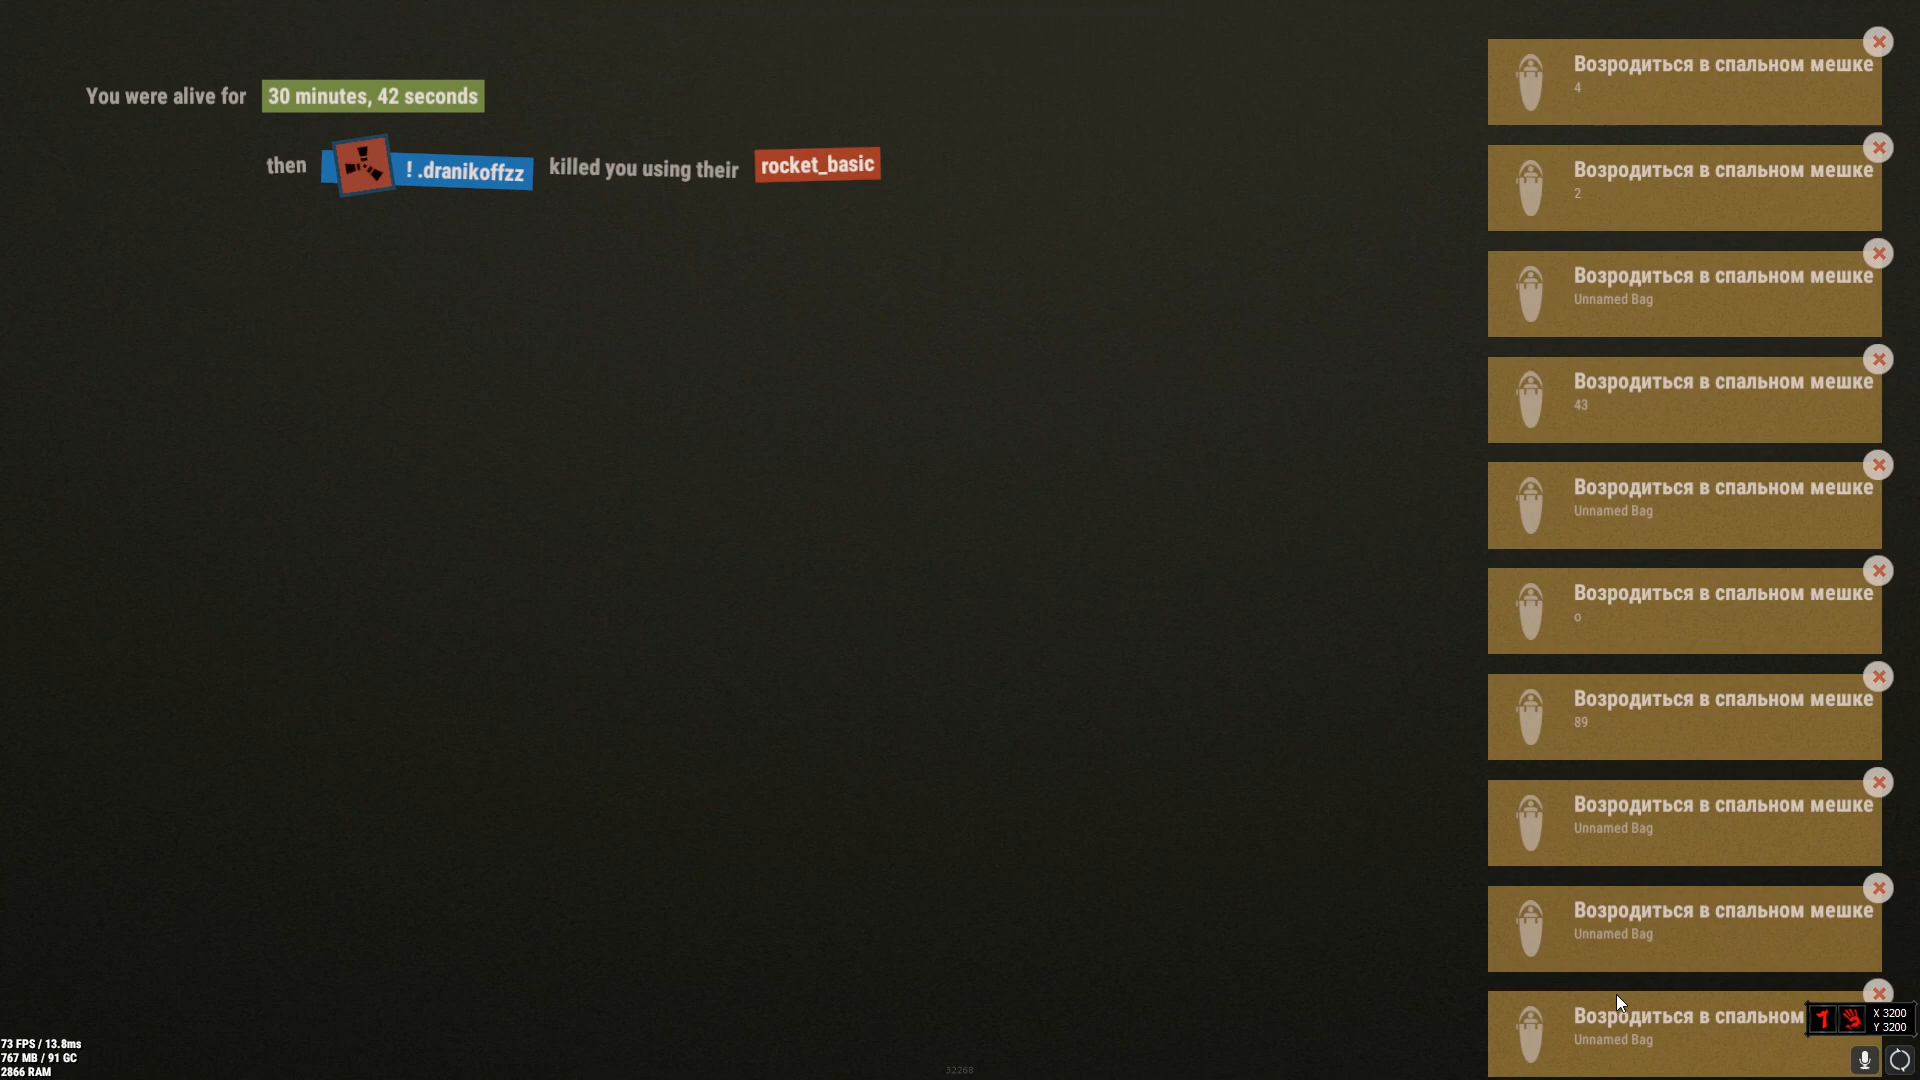 You were alive for 30 minutes, 42 seconds
then ! .dranikoffzz killed you using their rocket_basic
Возродиться в спальном мешке
4
Возродиться в спальном мешке
2
Возродиться в спальном мешке
Unnamed Bag
Возродиться в спальном мешке
43
Возродиться в спальном мешке
Unnamed Bag
Возродиться в спальном мешке
o
Возродиться в спальном мешке
89
Возродиться в спальном мешке
Unnamed Bag
Возродиться в спальном мешке
Unnamed Bag
Возродиться в спальном
Unnamed Bag
X 3200
Y 3200
73 FPS / 13.8ms
767 MB / 91 GC
2866 RAM
32268